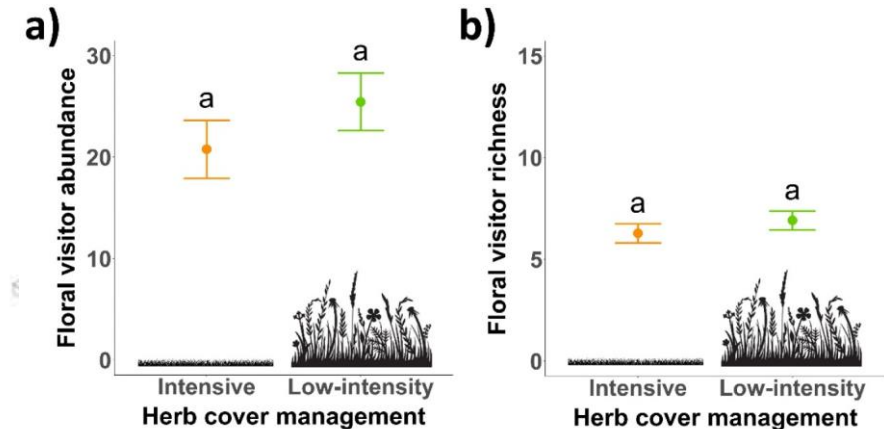 a)
Floral visitor abundance
30
20
10
0
a
a
Intensive Low-intensity
Herb cover management
b)
Floral visitor richness
15
10
5
0
a
a
Intensive Low-intensity
Herb cover management